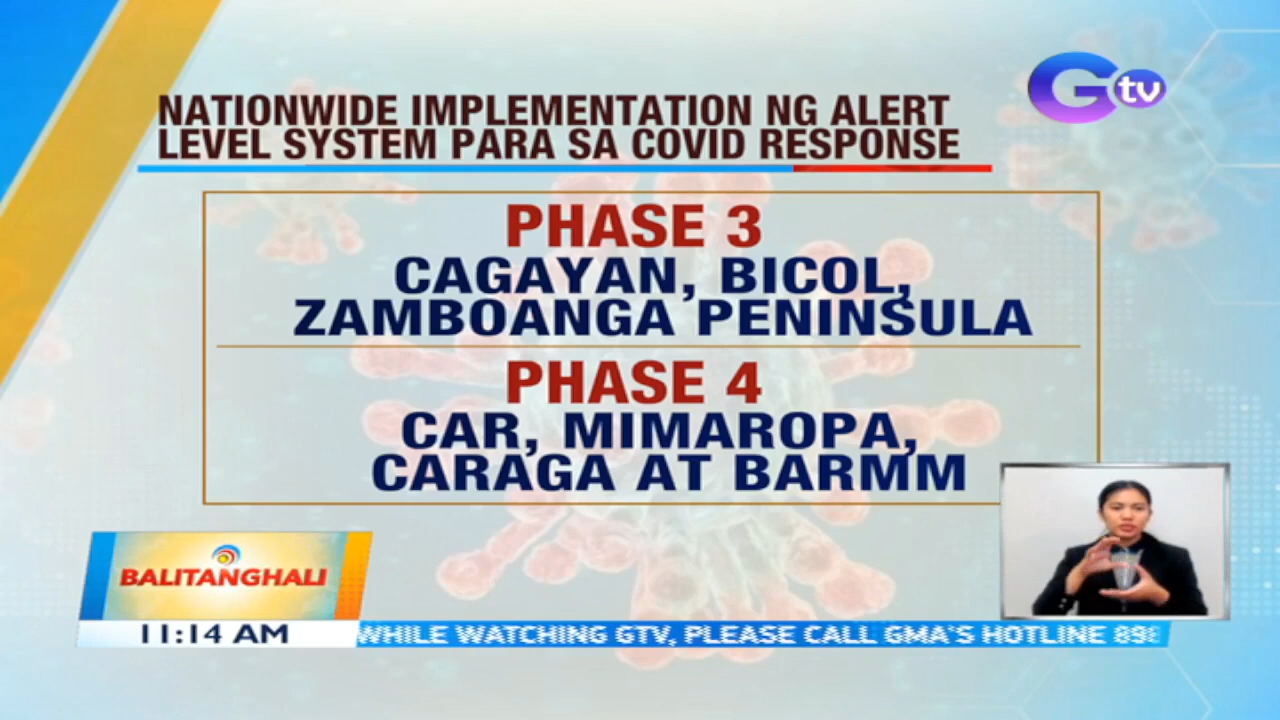 Gtv
NATIONWIDE IMPLEMENTATION NG ALERT
LEVEL SYSTEM PARA SA COVID RESPONSE
PHASE 3
CAGAYAN, BICOL,
ZAMBOANGA PENINSULA
PHASE 4
CAR, MIMAROPA,
CARAGA AT BARMM
BALITANGHALI
11:14 AM
WHILE WATCHING GTV, PLEASE CALL GMA'S HOTLINE 898